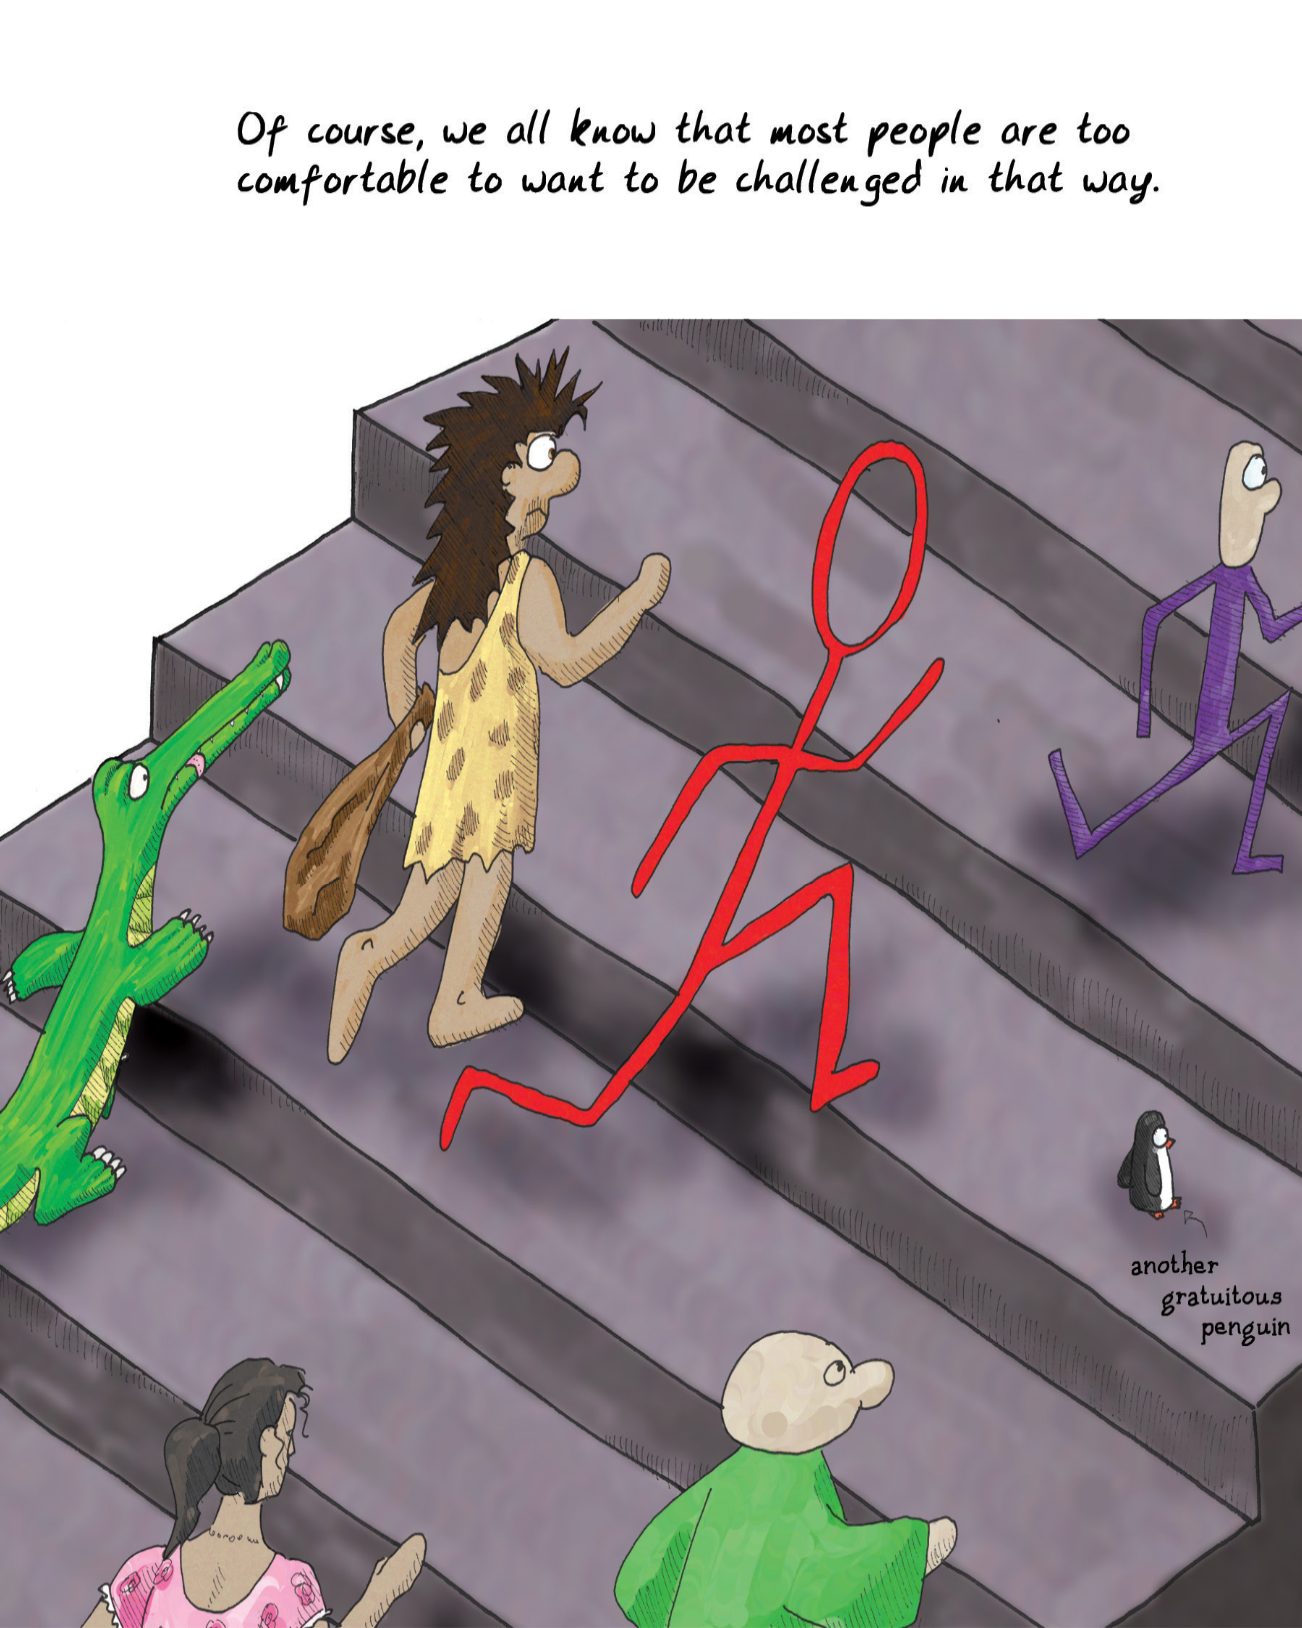 Of course, we all know that most people are too
comfortable to want to be challenged in that way.
another
gratuitous
penguin